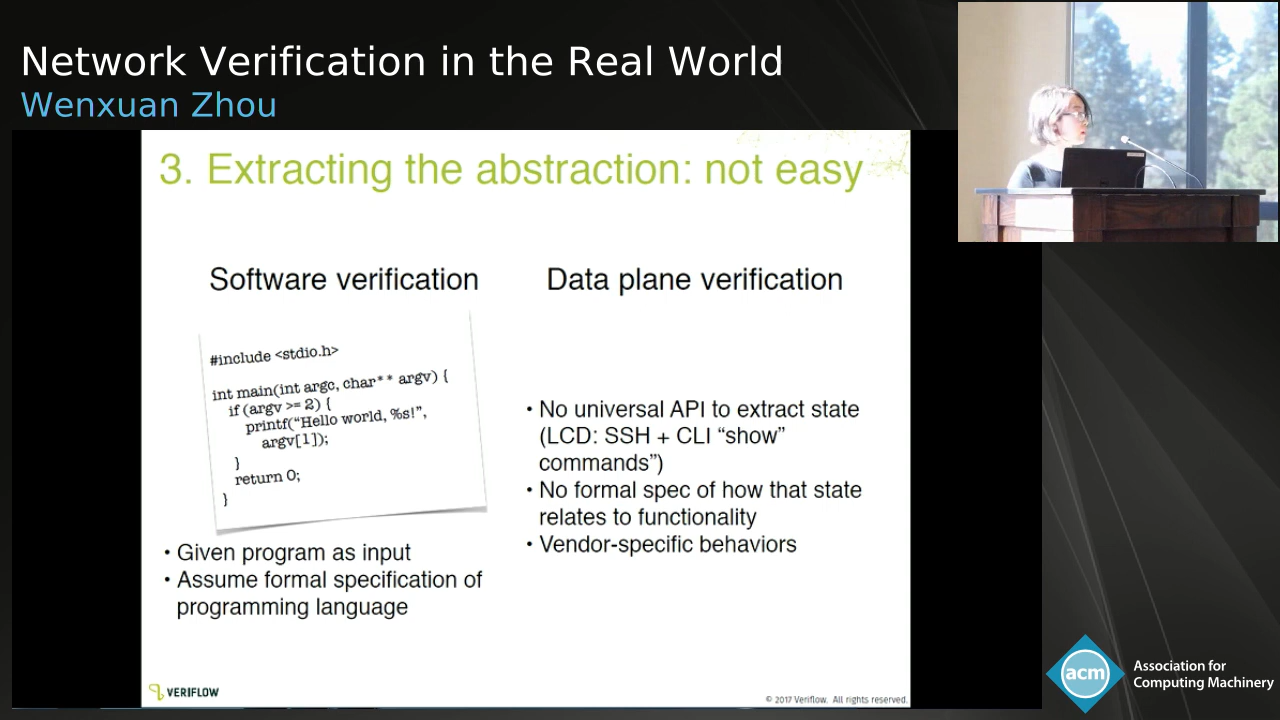 Network Verification in the Real World
Wenxuan Zhou
3. Extracting the abstraction: not easy
Software verification
#include <stdio.h>
int main(int argc, char** argv) {
if (argv >= 2) {
printf("Hello world, %s!",
argv[1]);
}
return 0;
}
• Given program as input
• Assume formal specification of
programming language
Data plane verification
• No universal API to extract state
(LCD: SSH + CLI “show”
commands”)
• No formal spec of how that state
relates to functionality
• Vendor-specific behaviors
VERIFLOW
© 2017 Veriflow. All rights reserved.
acm
Association for
Computing Machinery